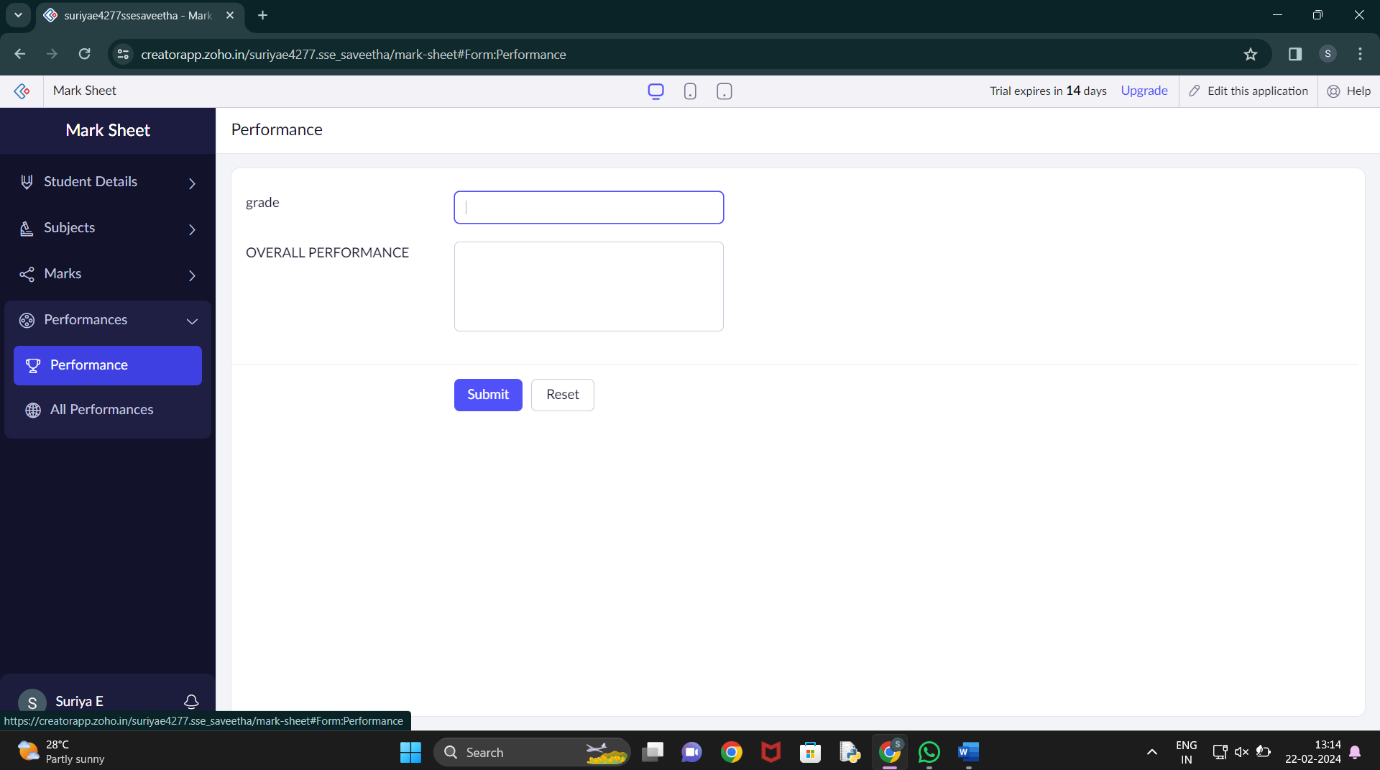 suriyae4277ssesaveetha - Mark
creatorapp.zoho.in/suriyae4277.sse_saveetha/mark-sheet#Form:Performance
S
Mark Sheet
Trial expires in 14 days
Upgrade
Edit this application
Help
Mark Sheet
Performance
Student Details
Subjects
Marks
Performances
Performance
All Performances
grade
OVERALL PERFORMANCE
Submit
Reset
S
Suriya E
https://creatorapp.zoho.in/suriyae4277.sse_saveetha/mark-sheet#Form:Performance
28°C
Partly sunny
Search
S
ENG
IN
13:14
22-02-2024